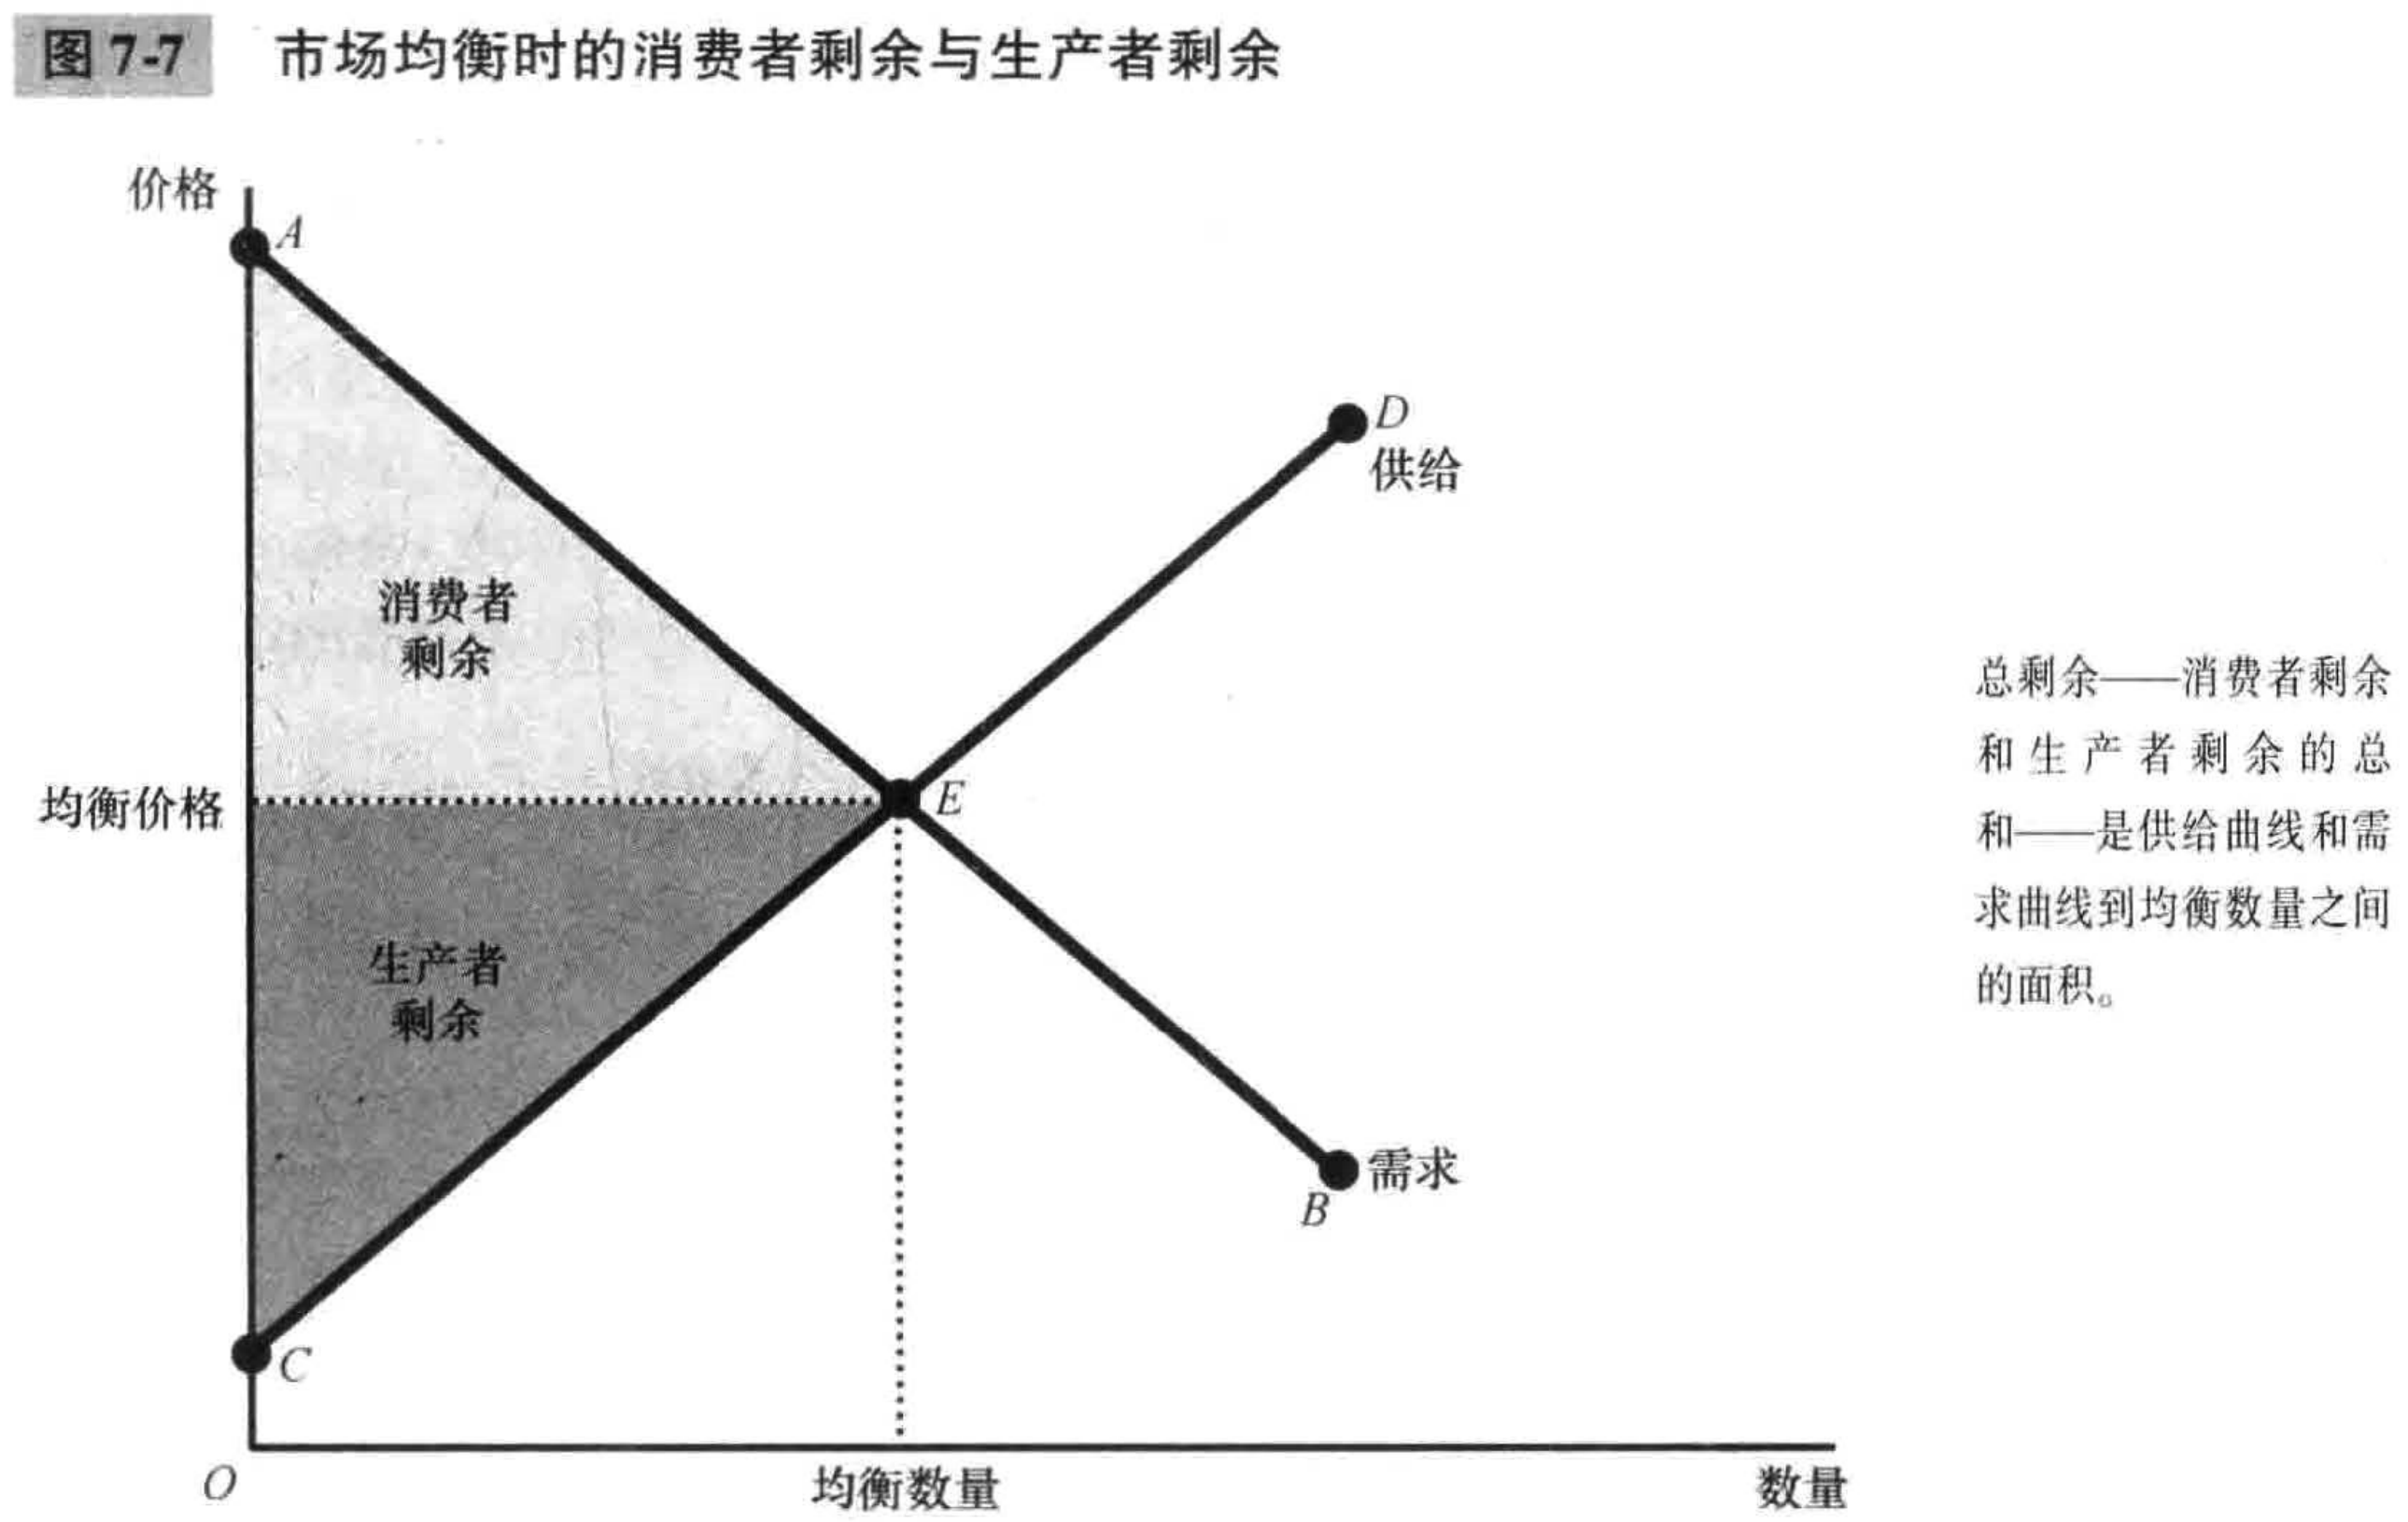 图 7-7 市场均衡时的消费者剩余与生产者剩余
价格
A
D
供给
消费者
剩余
总剩余——消费者剩余
和生产者剩余的总
和——是供给曲线和需
求曲线到均衡数量之间
的面积。
均衡价格
E
生产者
剩余
需求
B
C
O
均衡数量
数量